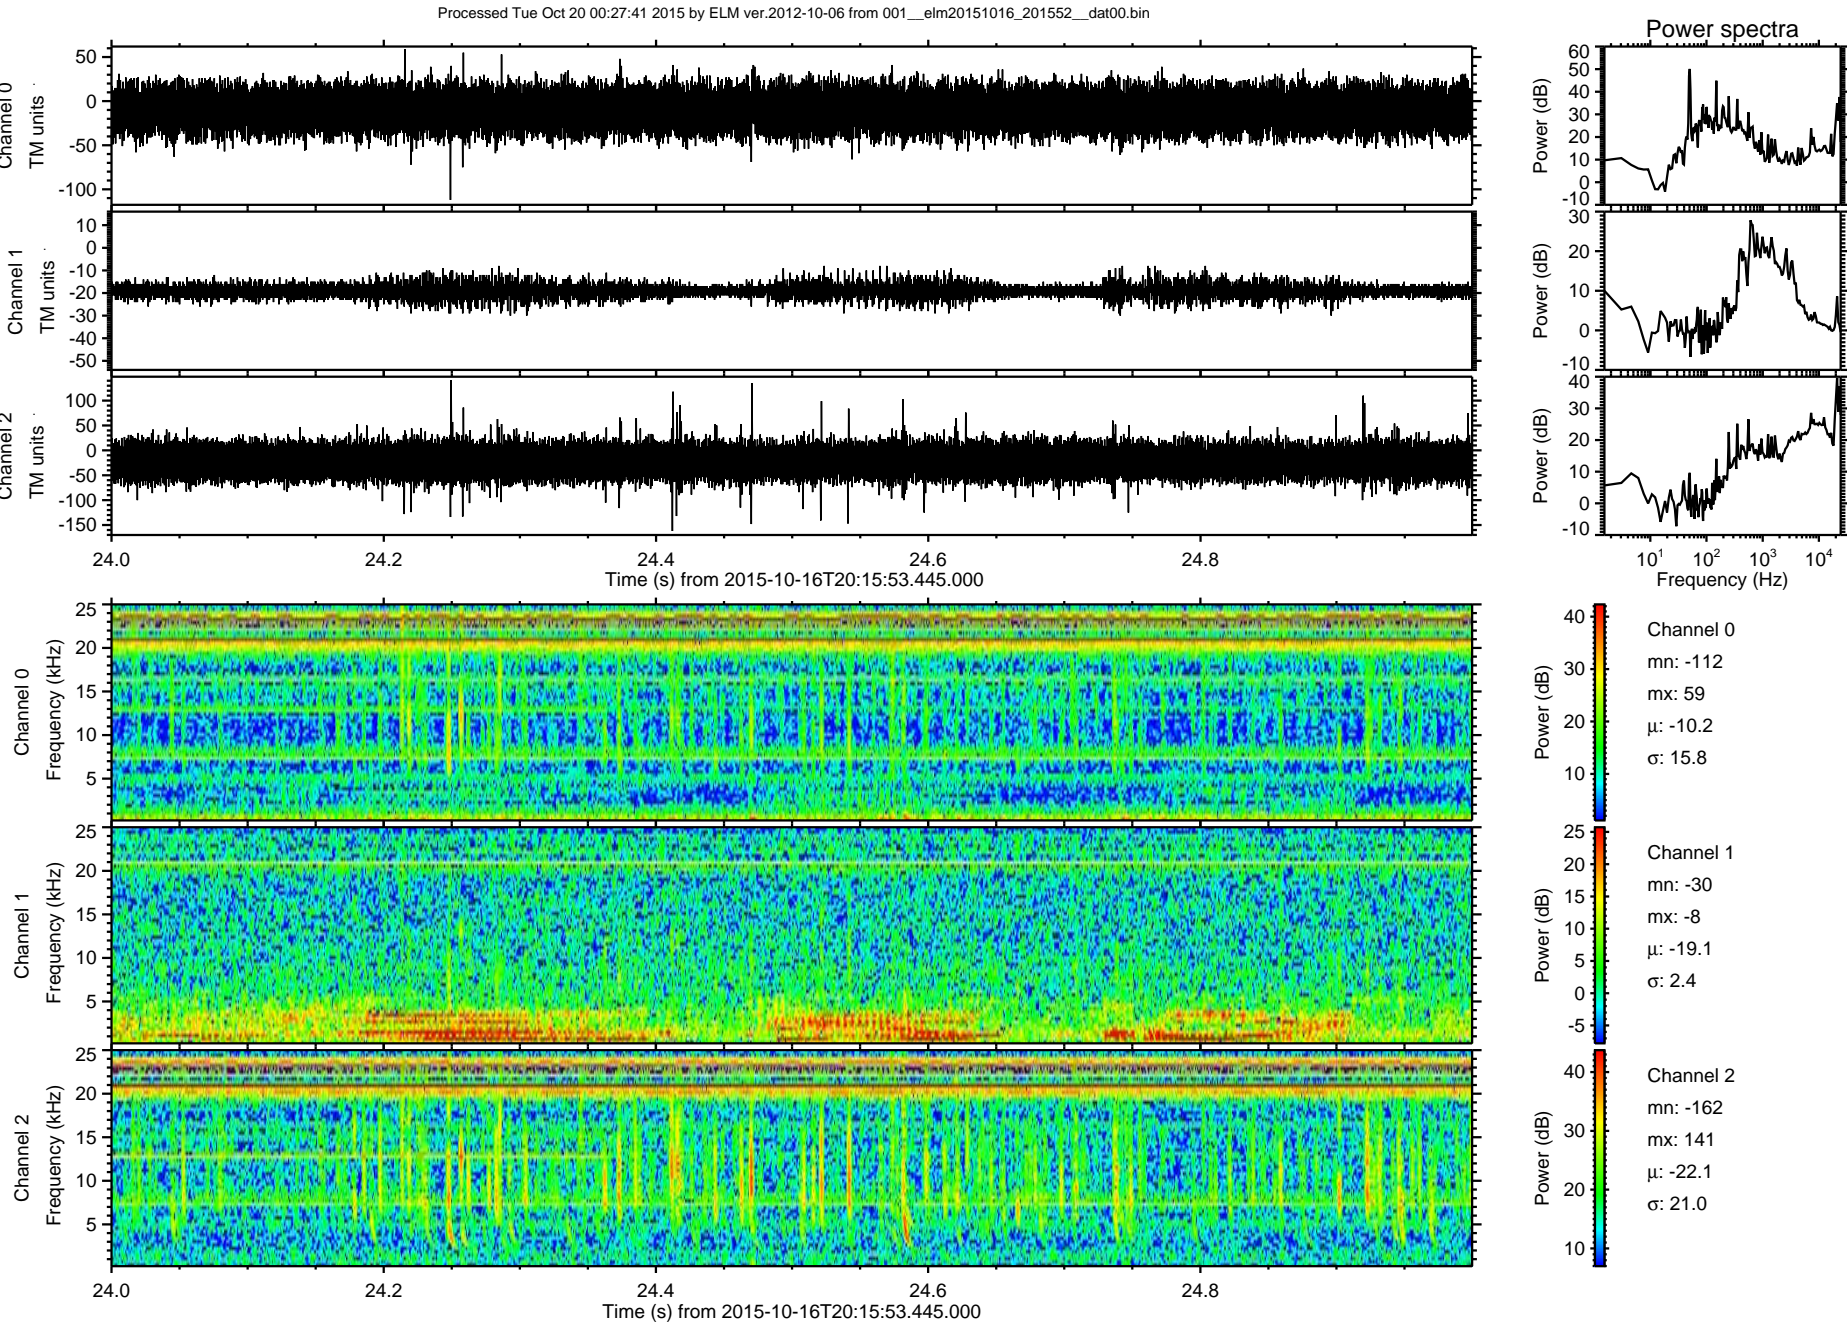 Processed Tue Oct 20 00:27:41 2015 by ELM ver.2012-10-06 from 001__elm20151016_201552__dat00.bin
Power spectra
Channel 0
TM units
50
0
-50
-100
Power (dB)
60
50
40
30
20
10
0
-10
Channel 1
TM units
10
0
-10
-20
-30
-40
-50
Power (dB)
30
20
10
0
-10
Channel 2
TM units
100
50
0
-50
-100
-150
Power (dB)
40
30
20
10
0
-10
24.0 24.2 24.4 24.6 24.8
Time (s) from 2015-10-16T20:15:53.445.000
10^1 10^2 10^3 10^4
Frequency (Hz)
Channel 0
Frequency (kHz)
25
20
15
10
5
Power (dB)
40
30
20
10
Channel 0
mn: -112
mx: 59
μ: -10.2
σ: 15.8
Channel 1
Frequency (kHz)
25
20
15
10
5
Power (dB)
25
20
15
10
5
0
-5
Channel 1
mn: -30
mx: -8
μ: -19.1
σ: 2.4
Channel 2
Frequency (kHz)
25
20
15
10
5
Power (dB)
40
30
20
10
Channel 2
mn: -162
mx: 141
μ: -22.1
σ: 21.0
24.0 24.2 24.4 24.6 24.8
Time (s) from 2015-10-16T20:15:53.445.000